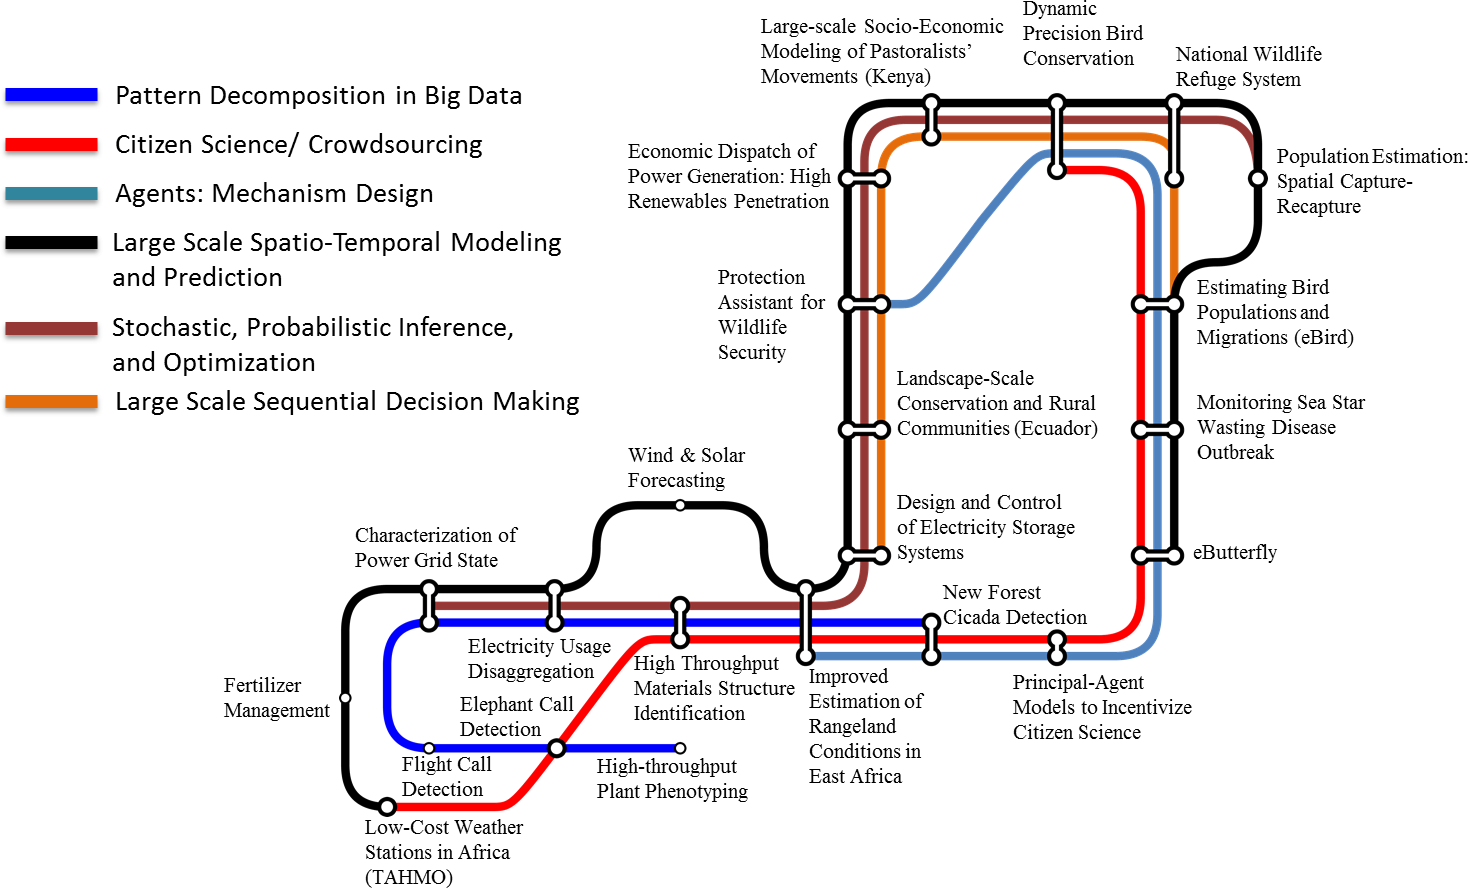 Pattern Decomposition in Big Data
Citizen Science/ Crowdsourcing
Agents: Mechanism Design
Large Scale Spatio-Temporal Modeling
and Prediction
Stochastic, Probabilistic Inference,
and Optimization
Large Scale Sequential Decision Making
Large-scale Socio-Economic
Modeling of Pastoralists’
Movements (Kenya)
Dynamic
Precision Bird
Conservation
National Wildlife
Refuge System
Economic Dispatch of
Power Generation: High
Renewables Penetration
Population Estimation:
Spatial Capture-
Recapture
Protection
Assistant for
Wildlife
Security
Estimating Bird
Populations and
Migrations (eBird)
Landscape-Scale
Conservation and Rural
Communities (Ecuador)
Monitoring Sea Star
Wasting Disease
Outbreak
Wind & Solar
Forecasting
Design and Control
of Electricity Storage
Systems
eButterfly
Characterization of
Power Grid State
New Forest
Cicada Detection
Electricity Usage
Disaggregation
High Throughput
Materials Structure
Identification
Improved
Estimation of
Rangeland
Conditions in
East Africa
Principal-Agent
Models to Incentivize
Citizen Science
Fertilizer
Management
Elephant Call
Detection
Flight Call
Detection
High-throughput
Plant Phenotyping
Low-Cost Weather
Stations in Africa
(TAHMO)